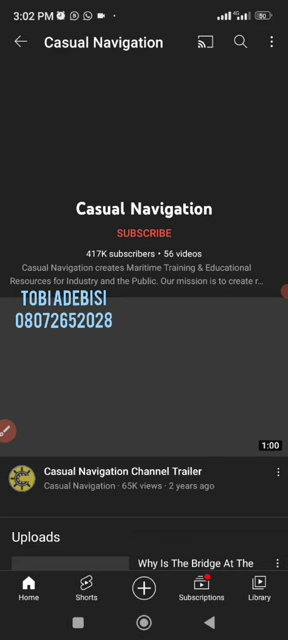 3:02 PM
4G
Casual Navigation
Casual Navigation
SUBSCRIBE
417K subscribers • 56 videos
Casual Navigation creates Maritime Training & Educational
Resources for Industry and the Public. Our mission is to create r...
TOBI ADEBISI
08072652028
1:00
Casual Navigation Channel Trailer
Casual Navigation · 65K views · 2 years ago
Uploads
Why Is The Bridge At The
Home
Shorts
Subscriptions
Library